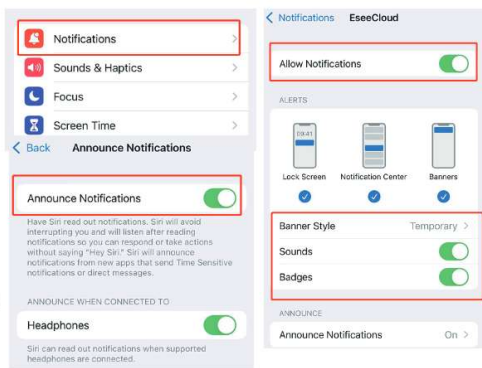 Notifications
Sounds & Haptics
Focus
Screen Time
Back Announce Notifications
Announce Notifications
Have Siri read out notifications. Siri will avoid
interrupting you and will listen after reading
notifications so you can respond or take actions
without saying "Hey Siri." Siri will announce
notifications from new apps that send Time Sensitive
notifications or direct messages.
ANNOUNCE WHEN CONNECTED TO
Headphones
Siri can read out notifications when supported
headphones are connected.
Notifications EseeCloud
Allow Notifications
ALERTS
09:41
Lock Screen Notification Center Banners
Banner Style Temporary
Sounds
Badges
ANNOUNCE
Announce Notifications On